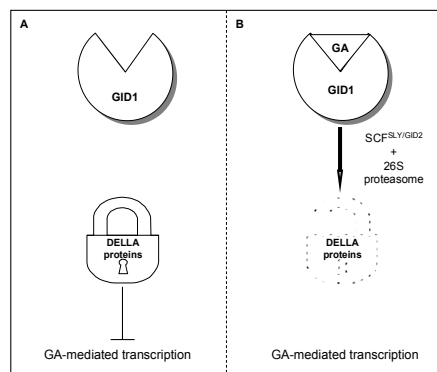 A
GID1
DELLA
proteins
GA-mediated transcription
B
GA
GID1
SCFSLY/GID2
+
26S
proteasome
DELLA
proteins
GA-mediated transcription